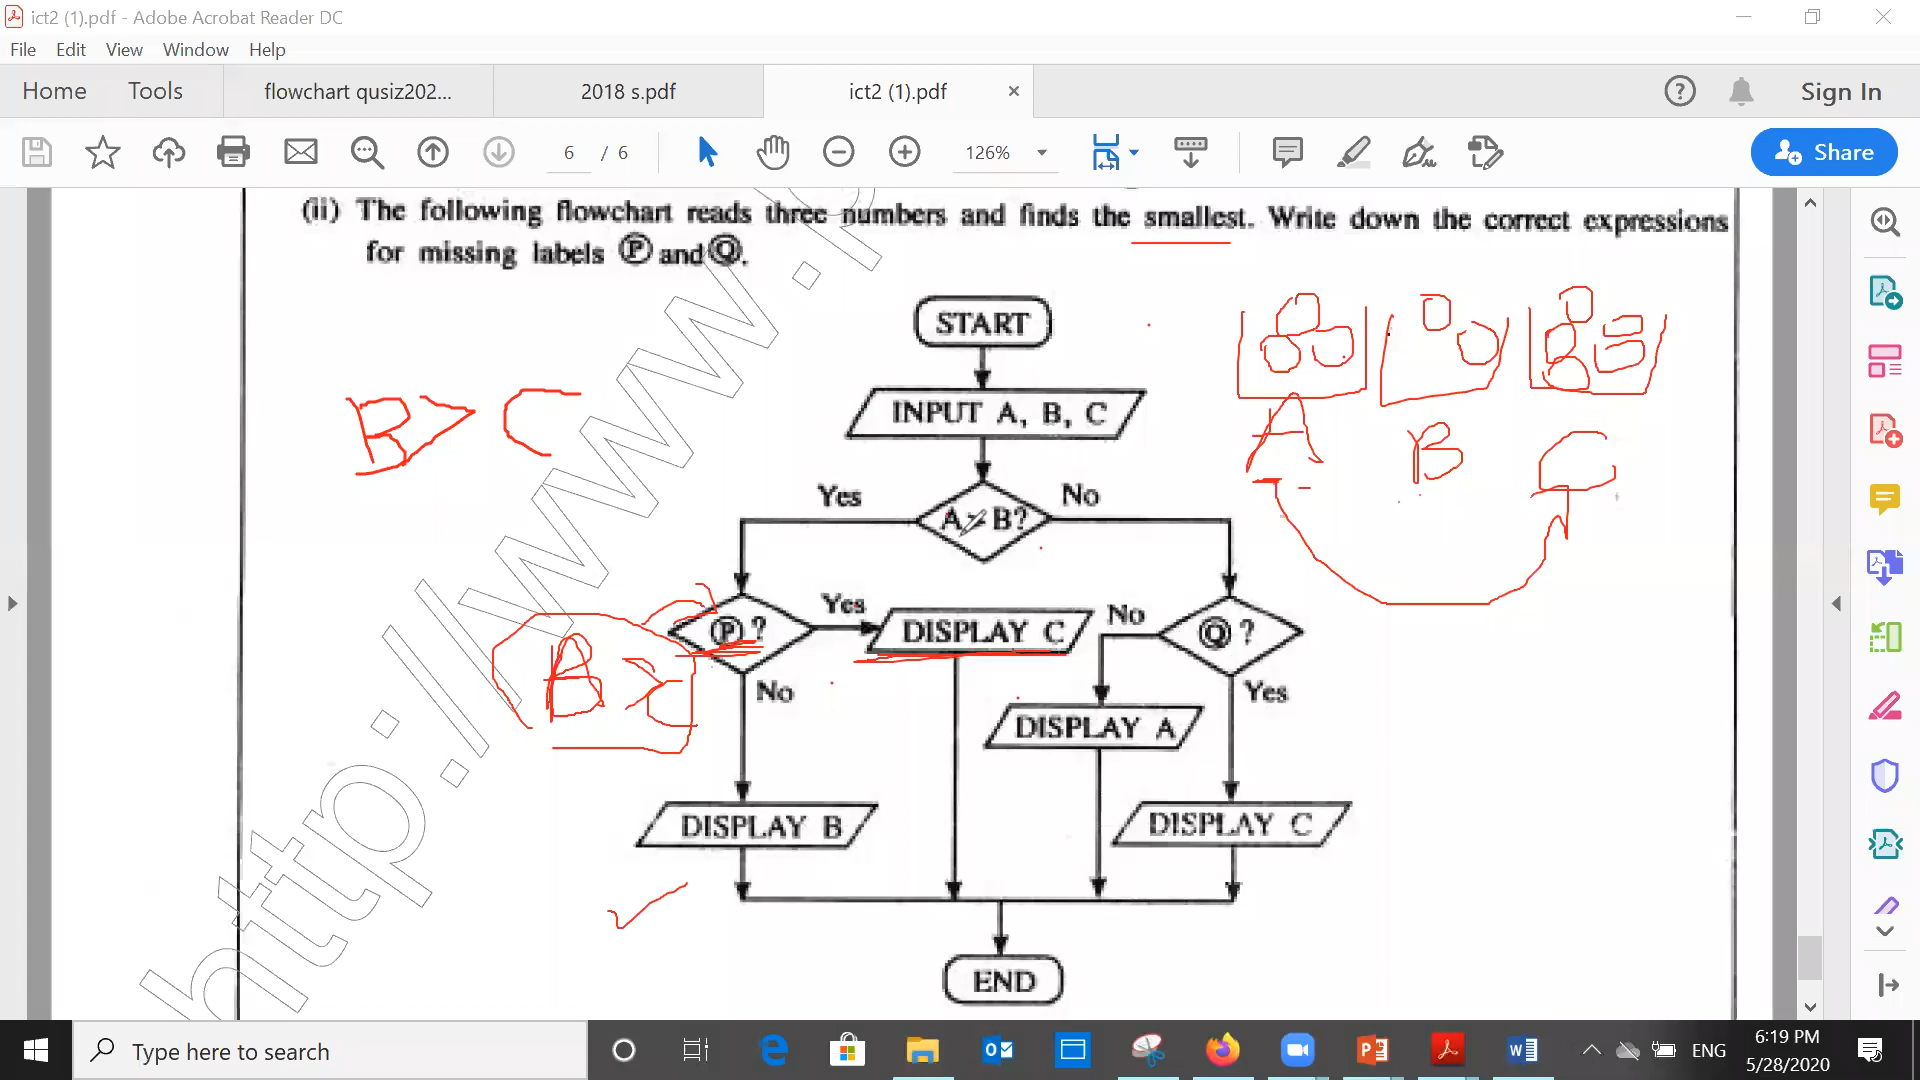 ict2 (1).pdf - Adobe Acrobat Reader DC
File Edit View Window Help
Home Tools flowchart qusiz202... 2018 s.pdf ict2 (1).pdf × Sign In
6 / 6 126% Share
(ii) The following flowchart reads three numbers and finds the smallest. Write down the correct expressions
for missing labels Ⓟ and Ⓠ.
START
B > C
INPUT A, B, C
A B C
Yes No
A > B?
Yes No
Ⓟ ? DISPLAY C Ⓠ ?
B > C
No Yes
DISPLAY A
DISPLAY B DISPLAY C
END
http://www.p
Type here to search
ENG
6:19 PM
5/28/2020